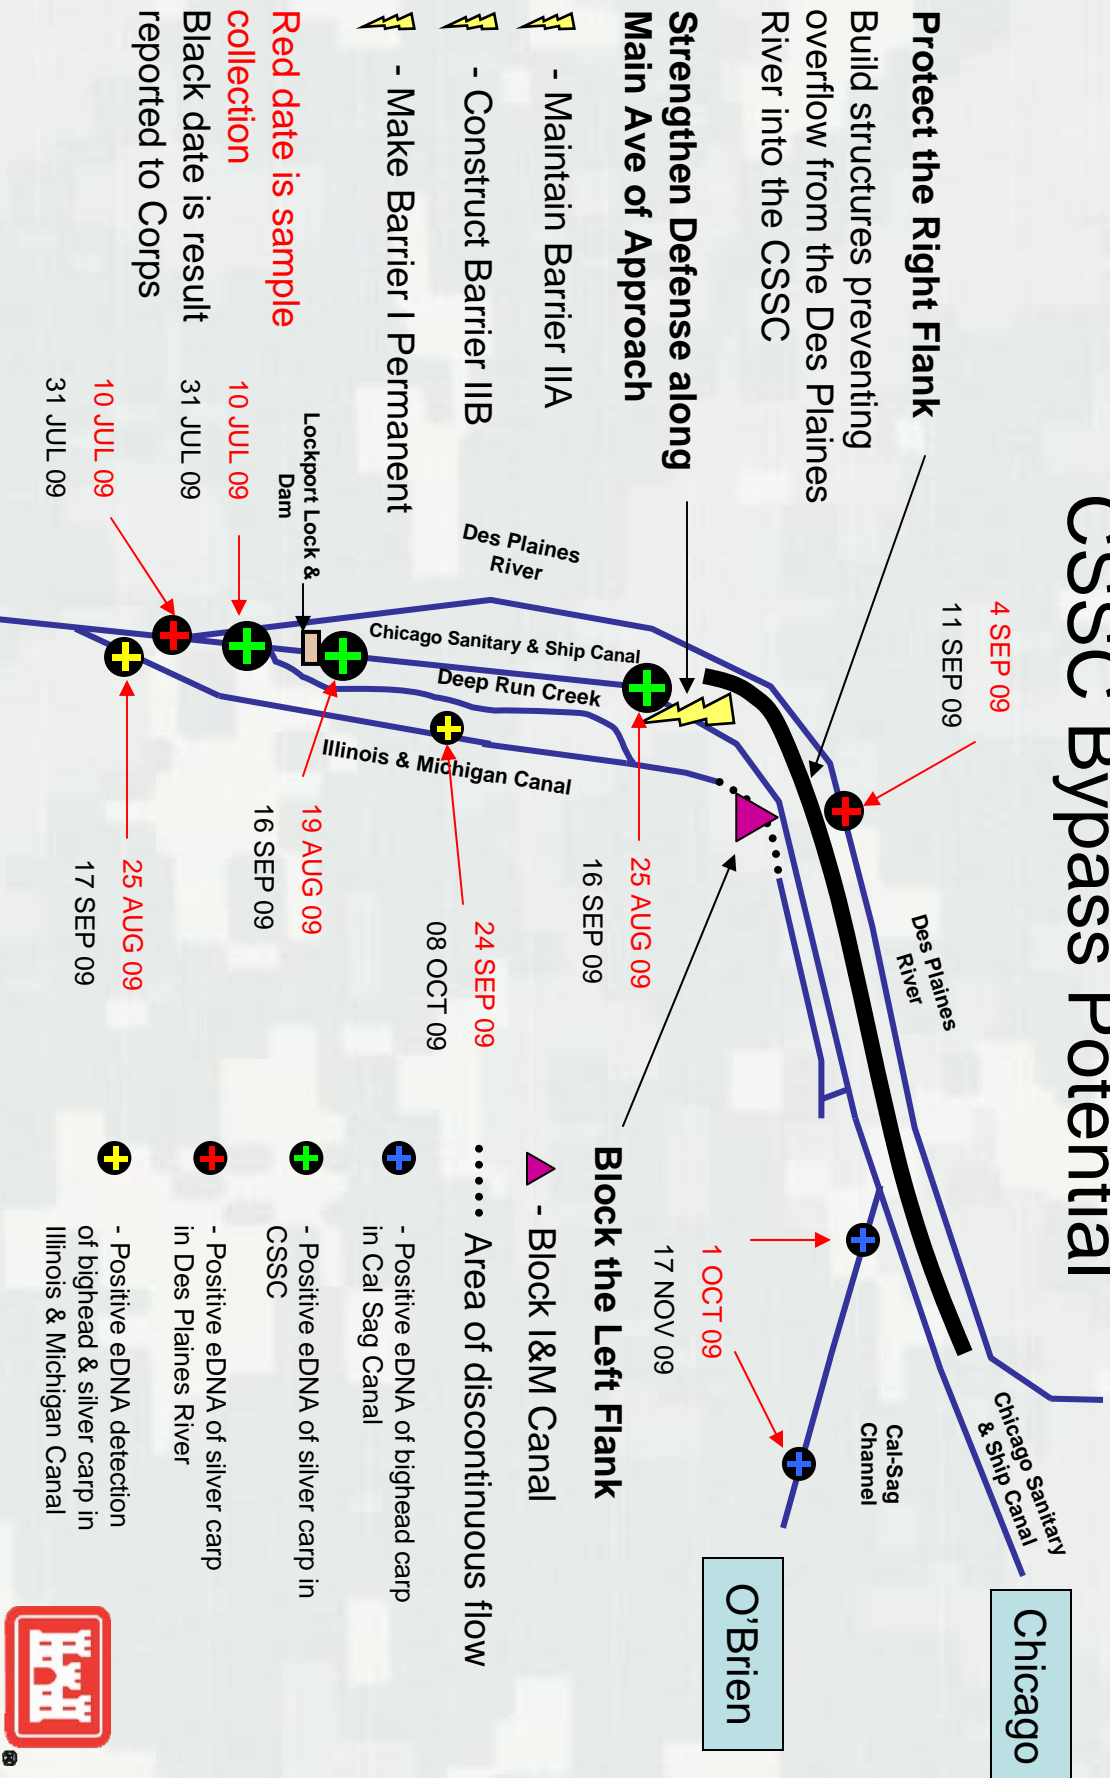 CSSC Bypass Potential
Protect the Right Flank
Build structures preventing
overflow from the Des Plaines
River into the CSSC
Strengthen Defense along
Main Ave of Approach
- Maintain Barrier IIA
- Construct Barrier IIB
- Make Barrier I Permanent
Red date is sample
collection
Black date is result
reported to Corps
4 SEP 09
11 SEP 09
Des Plaines
River
Chicago Sanitary & Ship Canal
Deep Run Creek
Illinois & Michigan Canal
Lockport Lock &
Dam
10 JUL 09
31 JUL 09
10 JUL 09
31 JUL 09
25 AUG 09
16 SEP 09
24 SEP 09
08 OCT 09
19 AUG 09
16 SEP 09
25 AUG 09
17 SEP 09
Des Plaines
River
Chicago Sanitary
& Ship Canal
Cal-Sag
Channel
1 OCT 09
17 NOV 09
Chicago
O'Brien
Block the Left Flank
- Block I&M Canal
Area of discontinuous flow
- Positive eDNA of bighead carp
in Cal Sag Canal
- Positive eDNA of silver carp in
CSSC
- Positive eDNA of silver carp
in Des Plaines River
- Positive eDNA detection
of bighead & silver carp in
Illinois & Michigan Canal
®